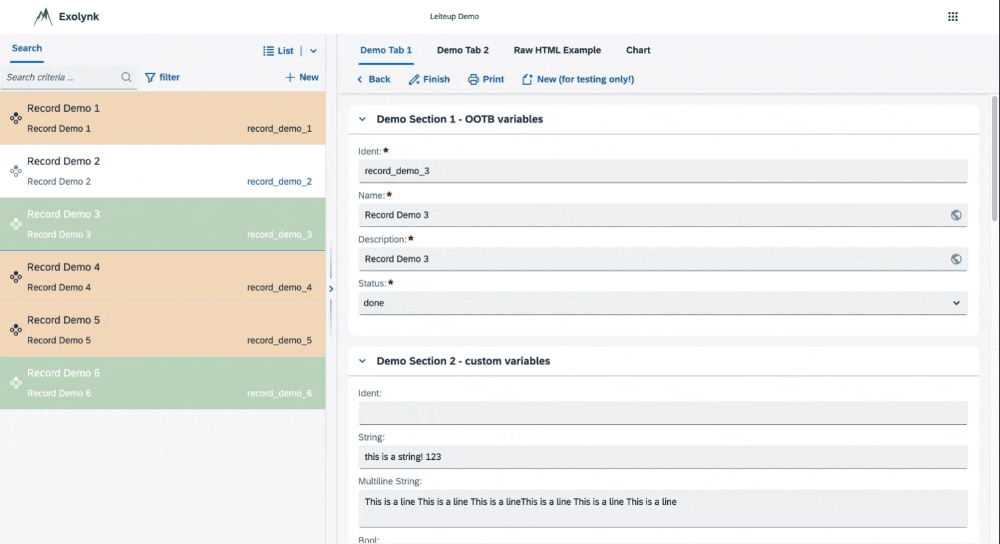 Exolynk
Leiteup Demo
Search
List
Search criteria ...
filter
New
Record Demo 1
Record Demo 1
record_demo_1
Record Demo 2
Record Demo 2
record_demo_2
Record Demo 3
Record Demo 3
record_demo_3
Record Demo 4
Record Demo 4
record_demo_4
Record Demo 5
Record Demo 5
record_demo_5
Record Demo 6
Record Demo 6
record_demo_6
Demo Tab 1
Demo Tab 2
Raw HTML Example
Chart
Back
Finish
Print
New (for testing only!)
Demo Section 1 - OOTB variables
Ident:*
record_demo_3
Name:*
Record Demo 3
Description:*
Record Demo 3
Status:*
done
Demo Section 2 - custom variables
Ident:
String:
this is a string! 123
Multiline String:
This is a line This is a line This is a lineThis is a line This is a line This is a line
Bool: